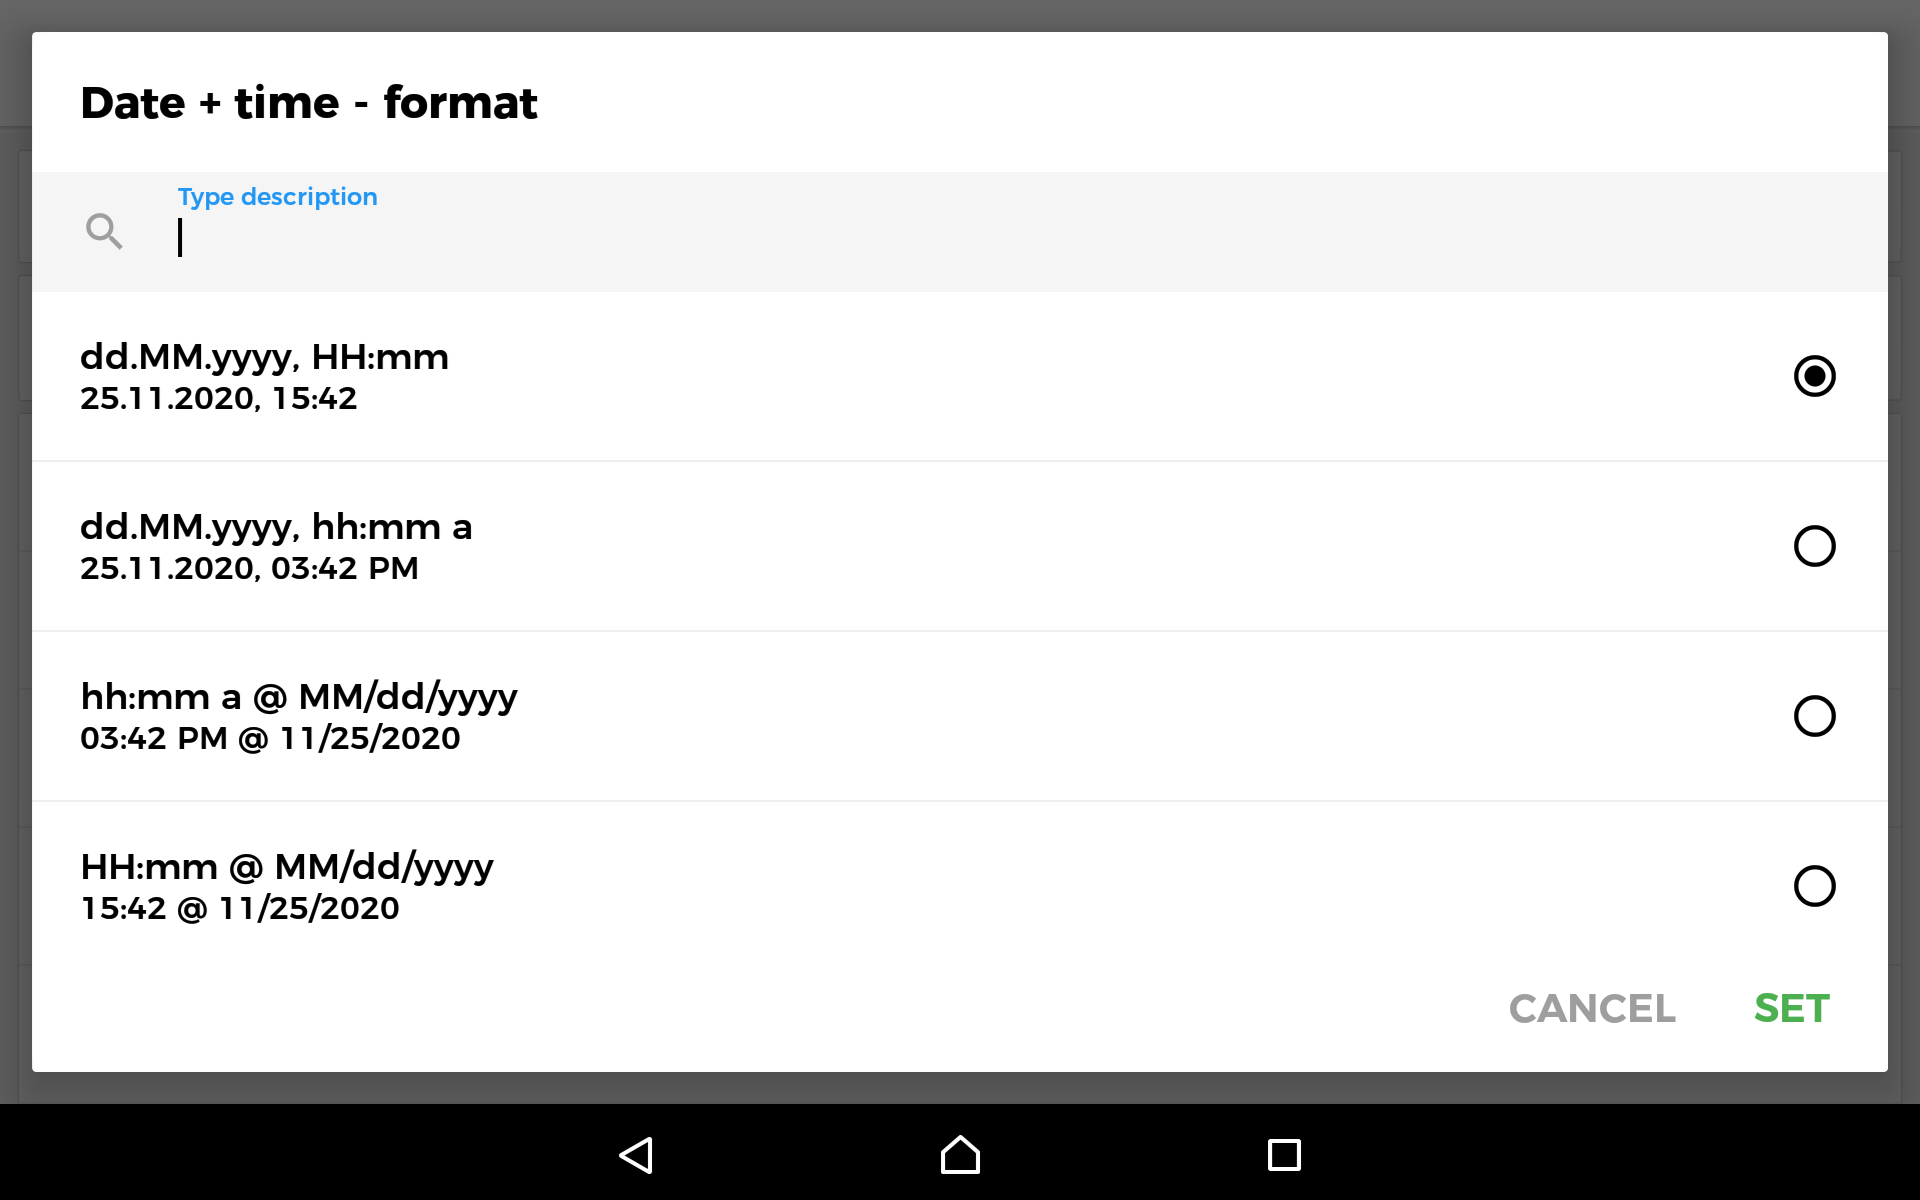 Date + time - format
Type description
dd.MM.yyyy, HH:mm
25.11.2020, 15:42
dd.MM.yyyy, hh:mm a
25.11.2020, 03:42 PM
hh:mm a @ MM/dd/yyyy
03:42 PM @ 11/25/2020
HH:mm @ MM/dd/yyyy
15:42 @ 11/25/2020
CANCEL SET